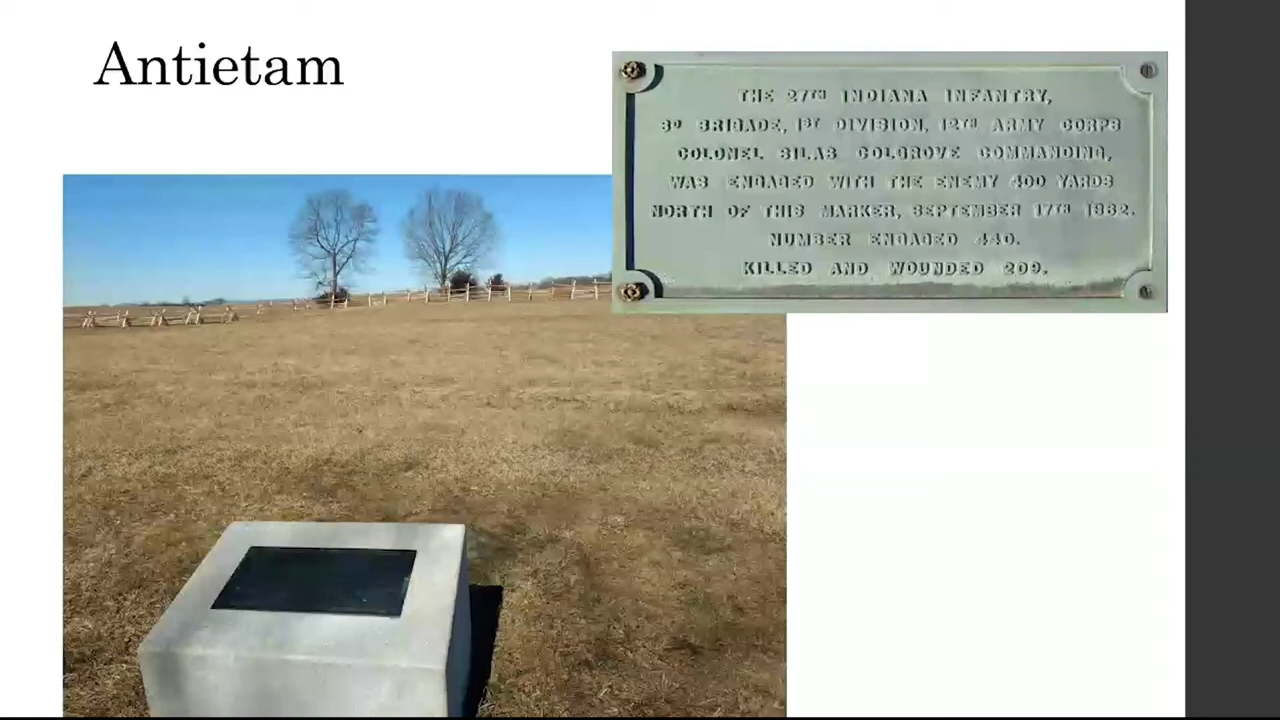 Antietam
THE 27TH INDIANA INFANTRY,
3D BRIGADE, 1ST DIVISION, 12TH ARMY CORPS
COLONEL SILAS COLGROVE COMMANDING,
WAS ENGAGED WITH THE ENEMY 400 YARDS
NORTH OF THIS MARKER, SEPTEMBER 17TH 1862.
NUMBER ENGAGED 440.
KILLED AND WOUNDED 209.